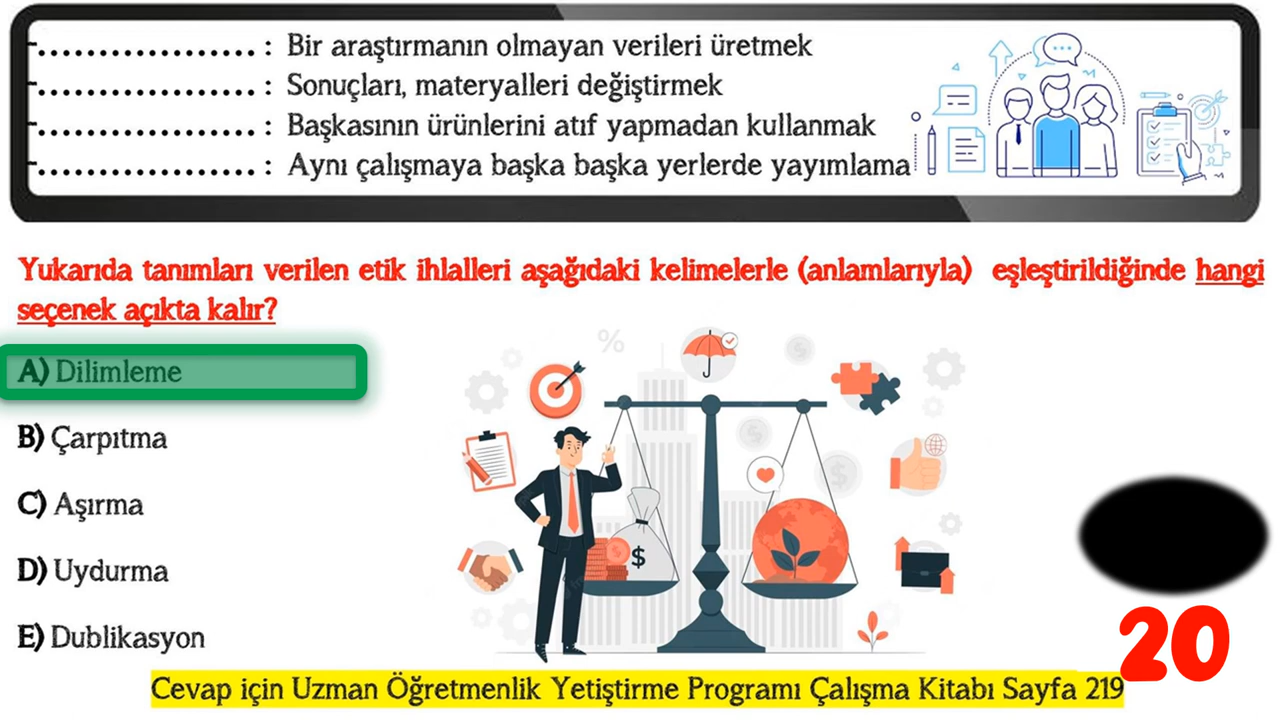 -..................: Bir araştırmanın olmayan verileri üretmek
-..................: Sonuçları, materyalleri değiştirmek
-..................: Başkasının ürünlerini atıf yapmadan kullanmak
-..................: Aynı çalışmaya başka başka yerlerde yayımlama
Yukarıda tanımları verilen etik ihlalleri aşağıdaki kelimelerle (anlamlarıyla) eşleştirildiğinde hangi
seçenek açıkta kalır?
A) Dilimleme
B) Çarpıtma
C) Aşırma
D) Uydurma
E) Dublikasyon
%
$
$
$
$
20
Cevap için Uzman Öğretmenlik Yetiştirme Programı Çalışma Kitabı Sayfa 219